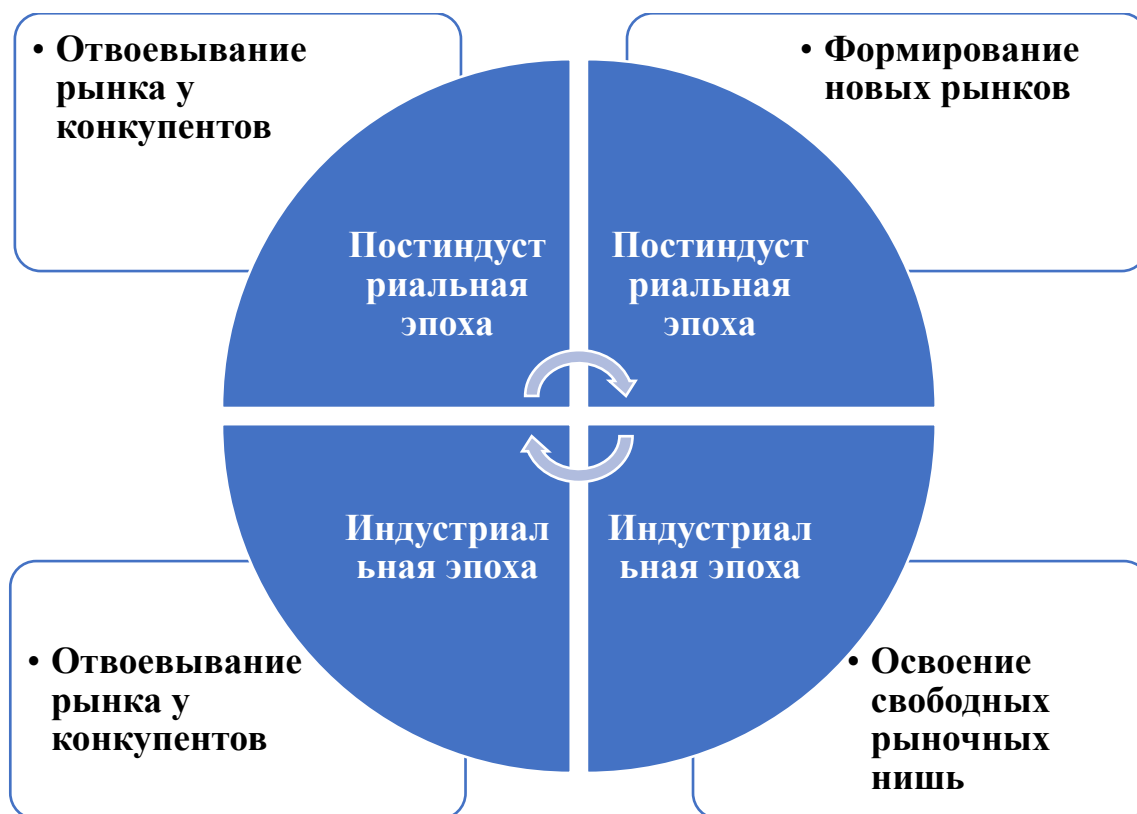 • Отвоевывание
рынка у
конкупентов
• Формирование
новых рынков
Постиндуст
риальная
эпоха
Постиндуст
риальная
эпоха
Индустриал
ьная эпоха
Индустриал
ьная эпоха
• Отвоевывание
рынка у
конкупентов
• Освоение
свободных
рыночных
нишь